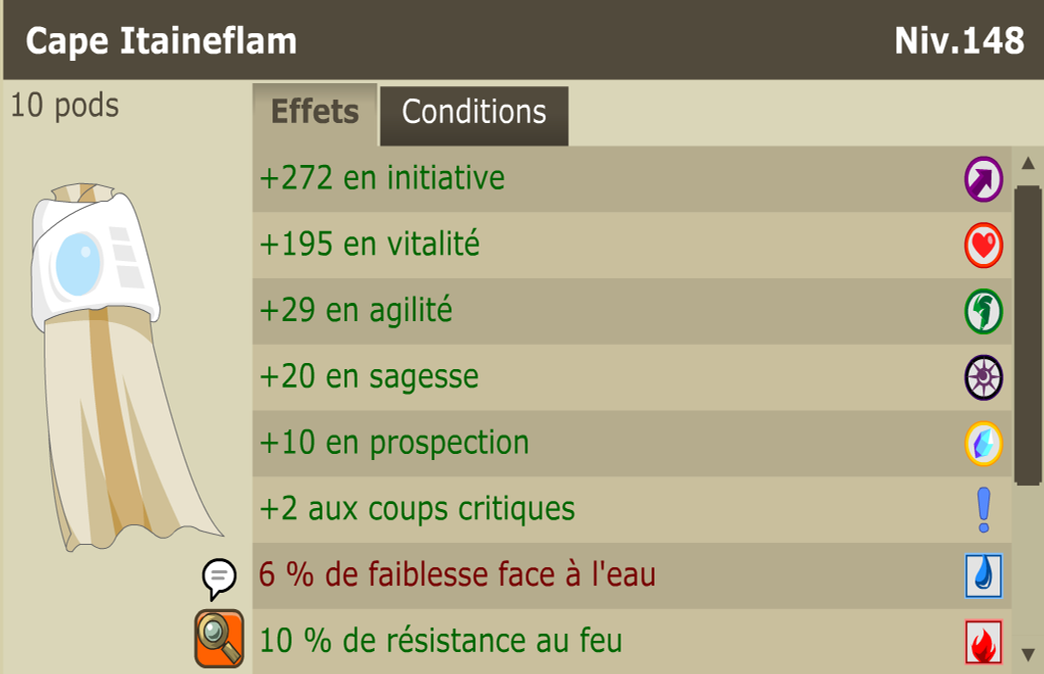 Cape Itaineflam
Niv.148
10 pods
Effets
Conditions
+272 en initiative
+195 en vitalité
+29 en agilité
+20 en sagesse
+10 en prospection
+2 aux coups critiques
6 % de faiblesse face à l'eau
10 % de résistance au feu